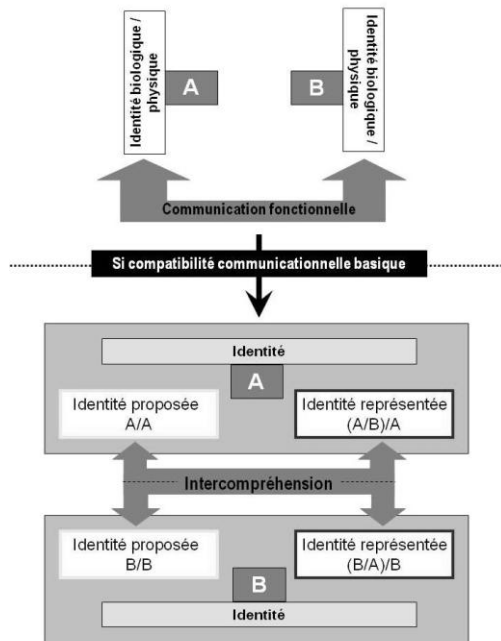 Identité biologique /
physique
A
B
Identité biologique /
physique
Communication fonctionnelle
Si compatibilité communicationnelle basique
Identité
A
Identité proposée
A/A
Identité représentée
(A/B)/A
Intercompréhension
Identité proposée
B/B
Identité représentée
(B/A)/B
B
Identité